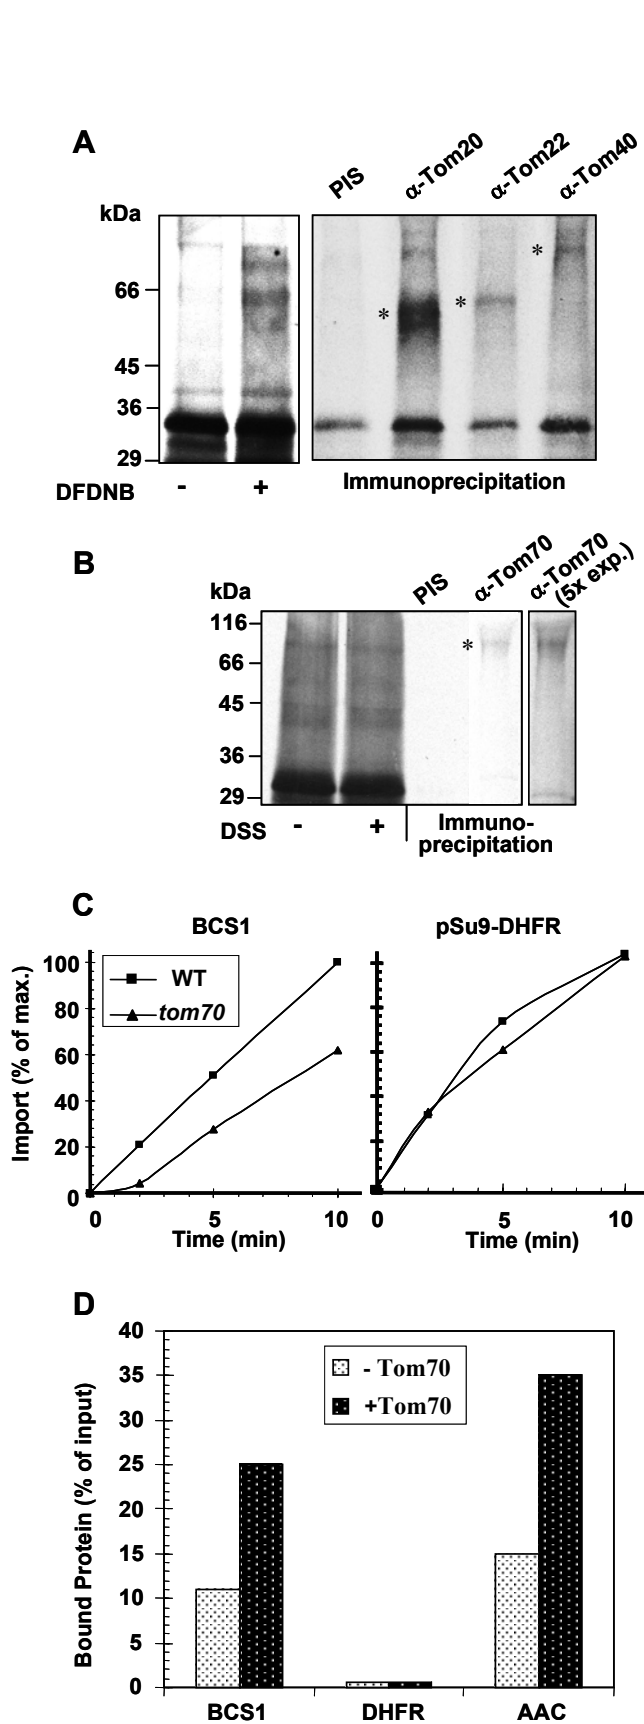 A
PIS
α-Tom20
α-Tom22
α-Tom40
kDa
66
45
36
29
*
*
*
DFDNB
-
+
Immunoprecipitation
B
kDa
PIS
α-Tom70
α-Tom70
(5x exp.)
116
66
45
36
29
*
DSS
-
+
Immuno-
precipitation
C
BCS1
pSu9-DHFR
Import (% of max.)
100
80
60
40
20
0
WT
tom70
0
5
10
Time (min)
0
5
10
Time (min)
D
Bound Protein (% of input)
40
35
30
25
20
15
10
5
0
- Tom70
+Tom70
BCS1
DHFR
AAC